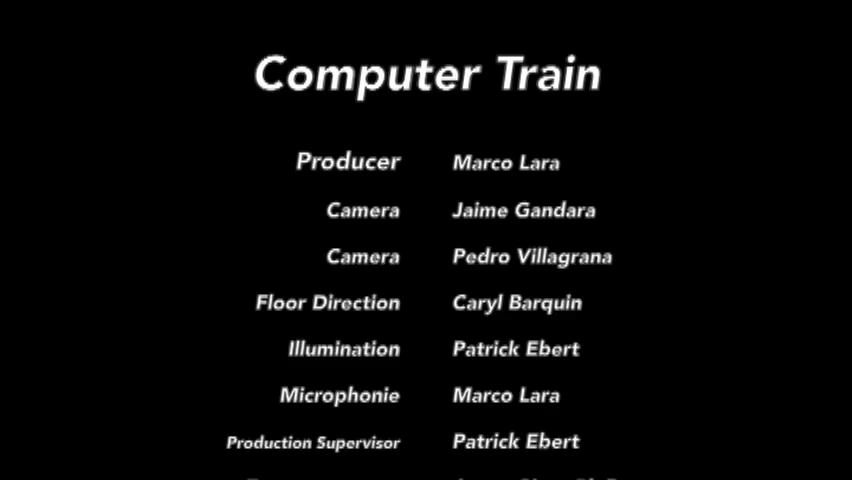 Computer Train
Producer Marco Lara
Camera Jaime Gandara
Camera Pedro Villagrana
Floor Direction Caryl Barquin
Illumination Patrick Ebert
Microphonie Marco Lara
Production Supervisor Patrick Ebert